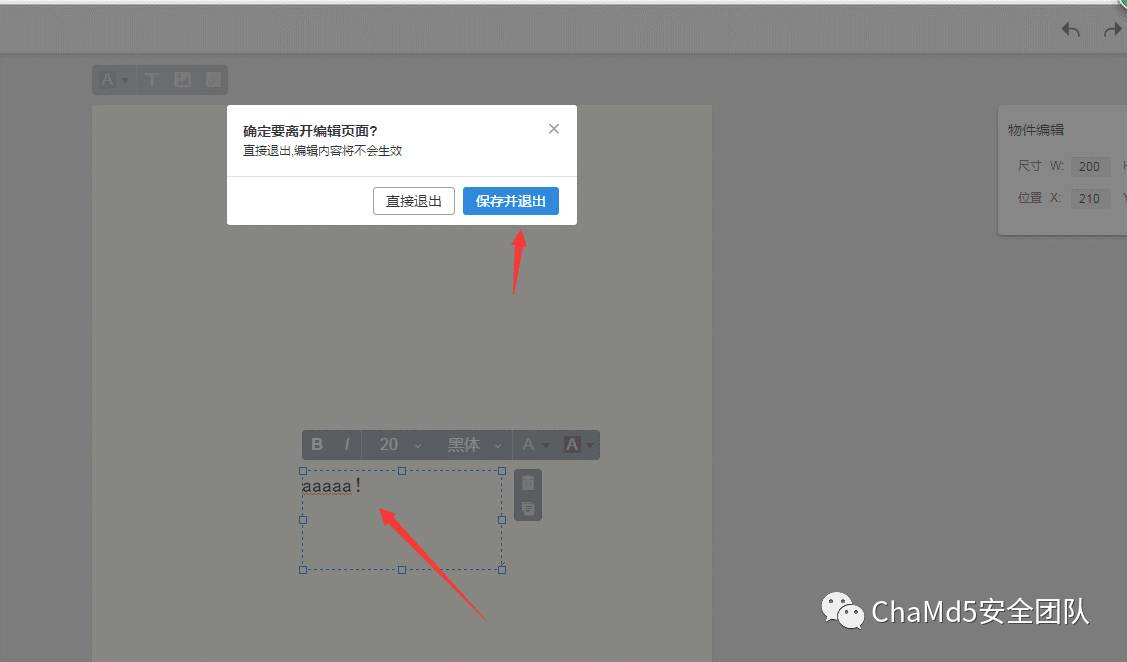 A T
确定要离开编辑页面?
直接退出,编辑内容将不会生效
直接退出 保存并退出
物件编辑
尺寸 W: 200 H
位置 X: 210 Y
B I 20 黑体 A A
aaaaa!
ChaMd5安全团队